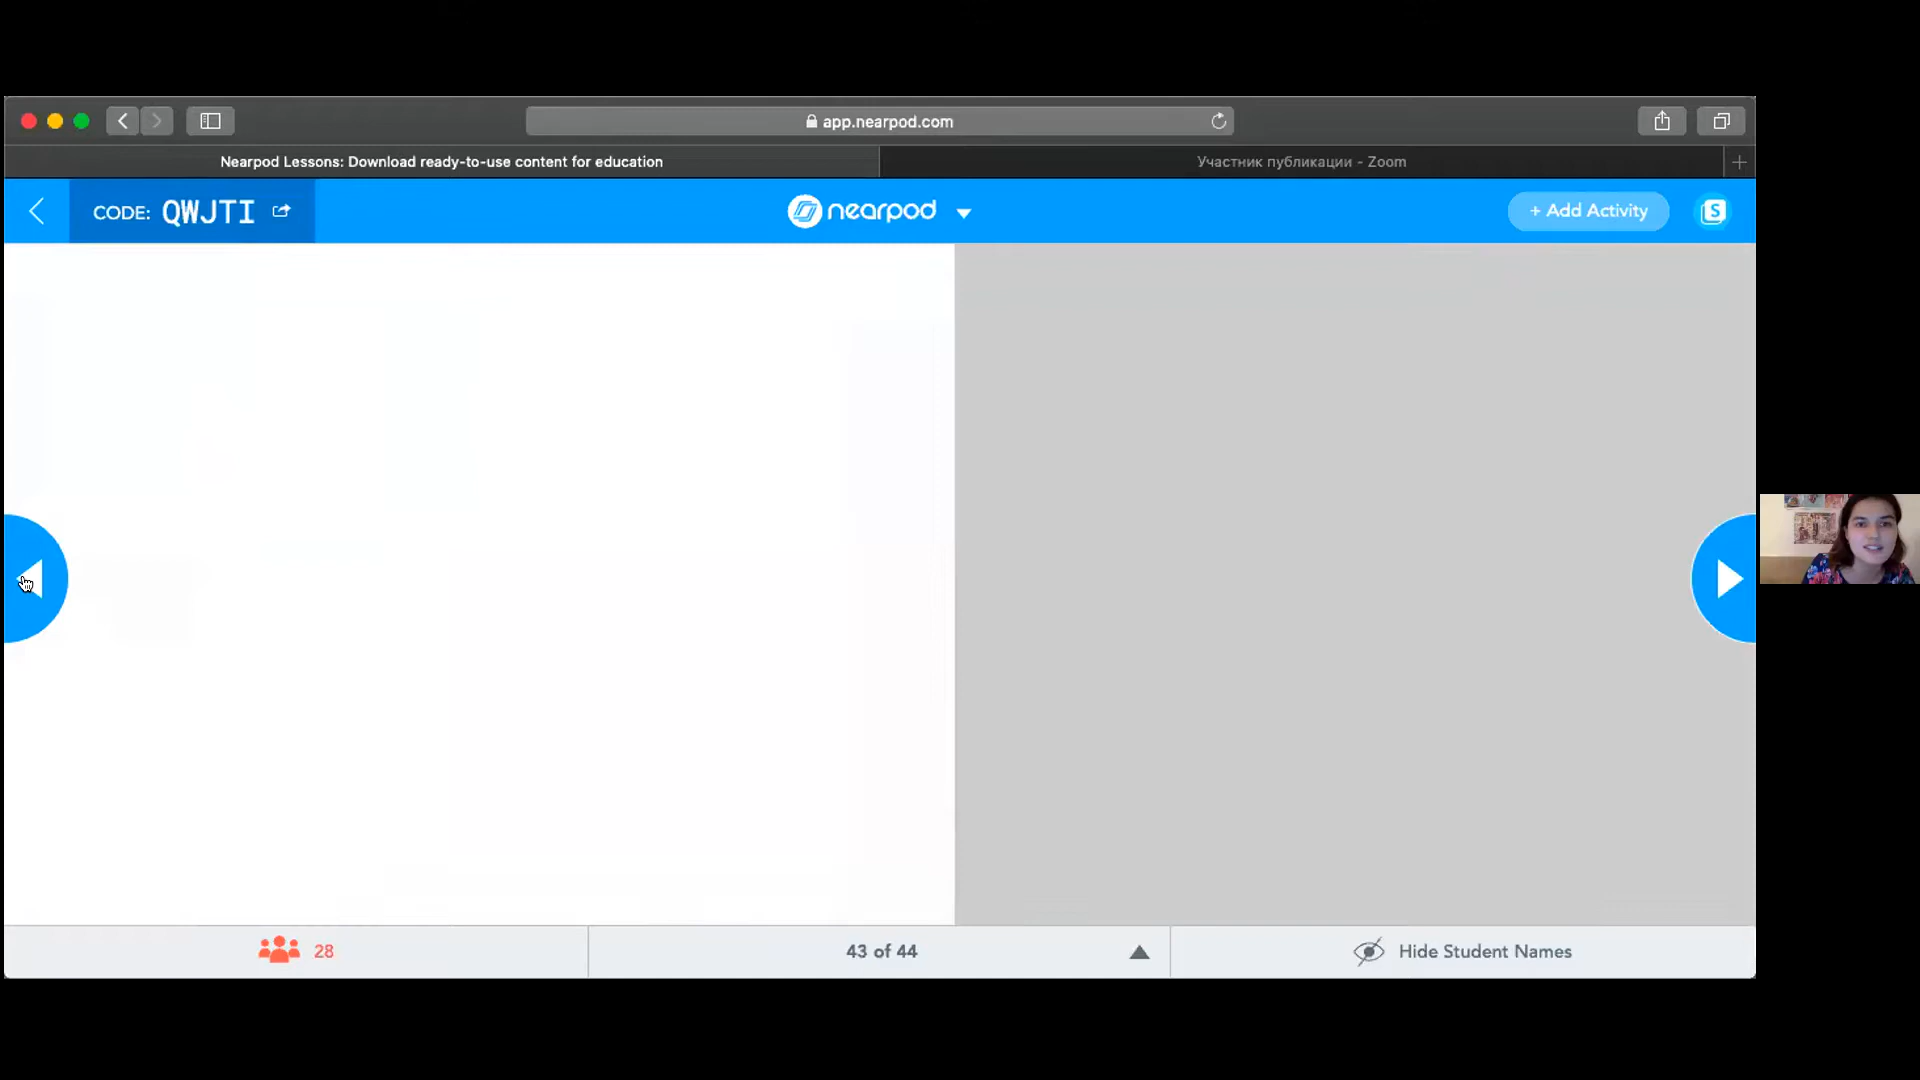 app.nearpod.com
Nearpod Lessons: Download ready-to-use content for education
Участник публикации - Zoom
CODE: QWJTI
nearpod
+ Add Activity
S
28
43 of 44
Hide Student Names